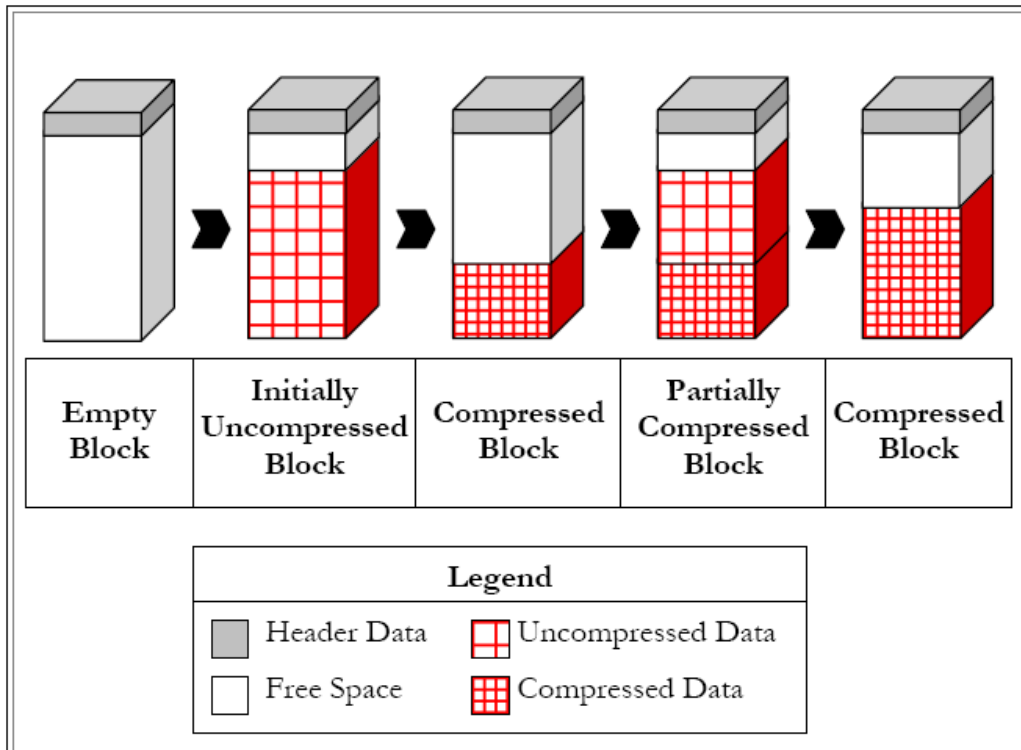 Empty
Block
Initially
Uncompressed
Block
Compressed
Block
Partially
Compressed
Block
Compressed
Block
Legend
Header Data
Uncompressed Data
Free Space
Compressed Data